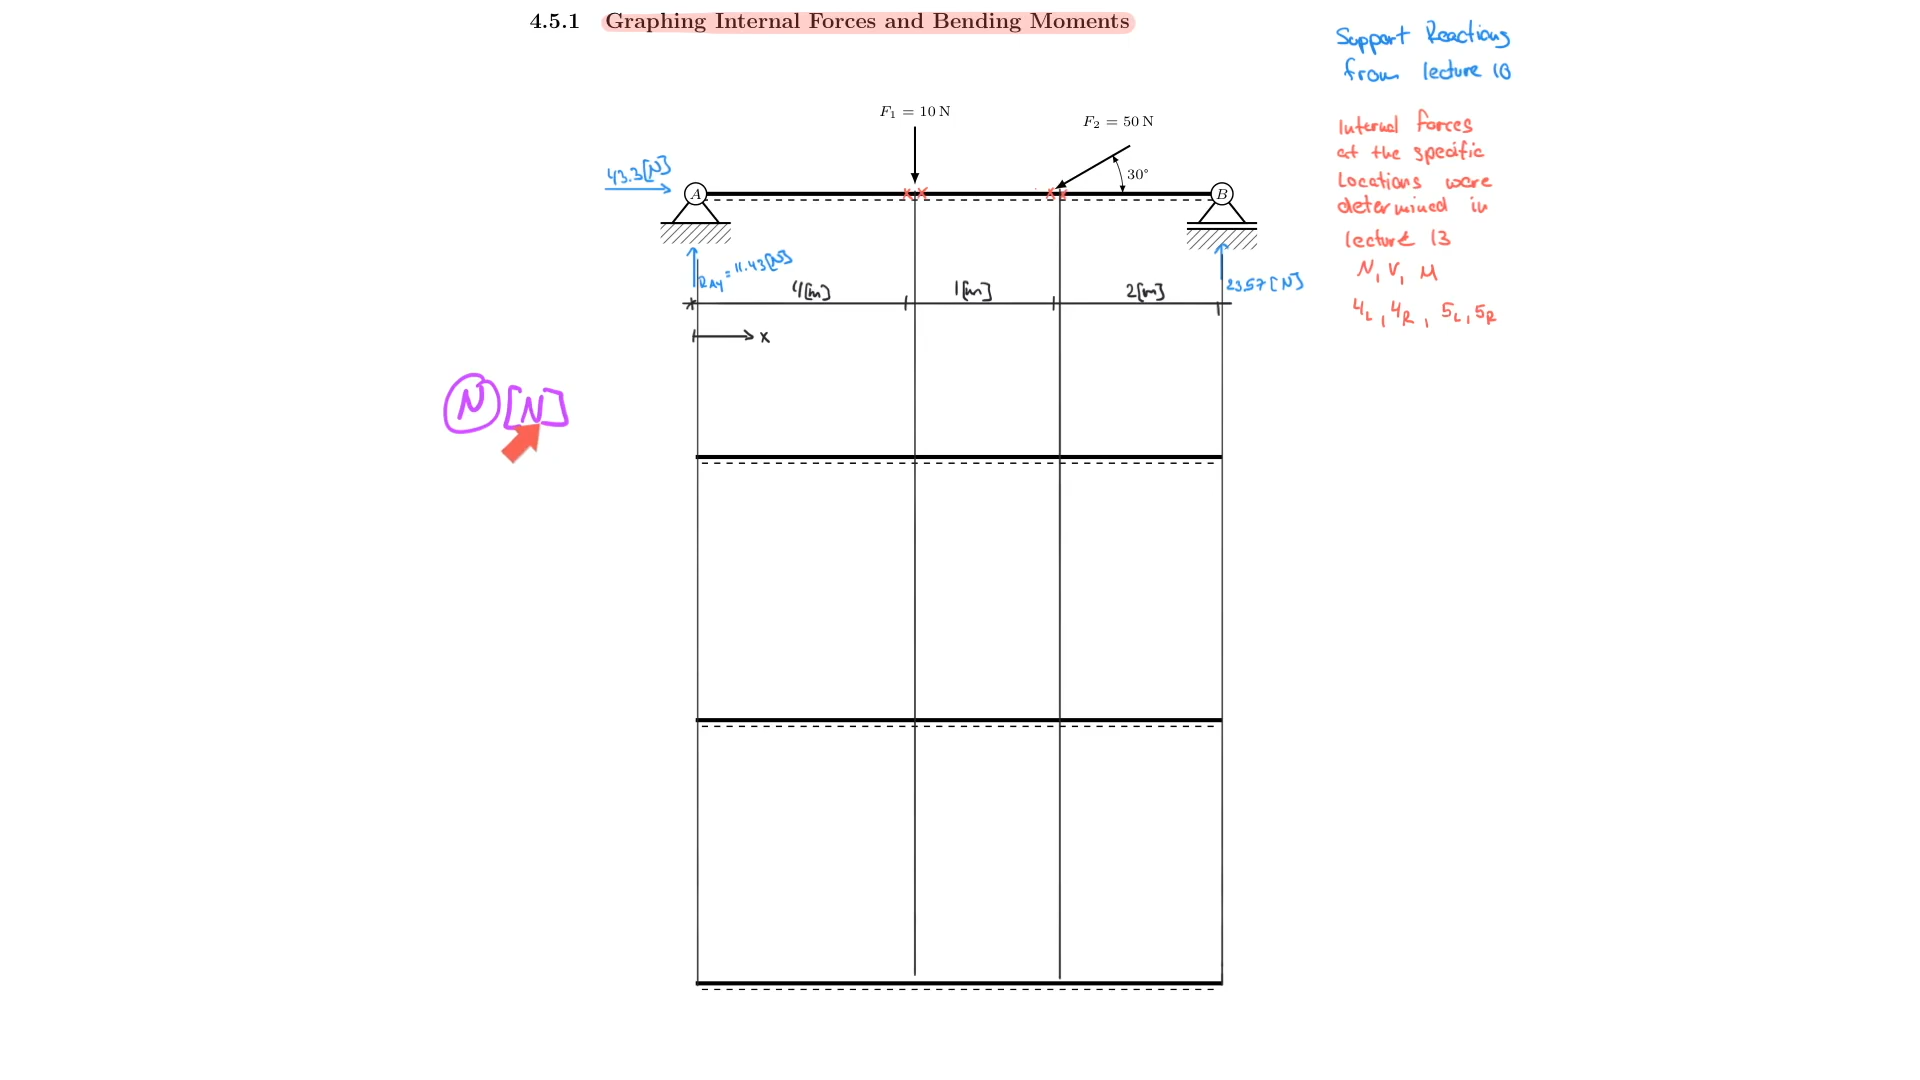 4.5.1 Graphing Internal Forces and Bending Moments
Support Reactions
from lecture 10
F₁ = 10 N
F₂ = 50 N
Internal forces
at the specific
Locations were
determined in
lecture 13
N, V, M
4L, 4R, 5L, 5R
43.3[N]
30°
A
B
RAy = 11.43[N]
23.57 [N]
4[m]
1[m]
2[m]
x
N [N]